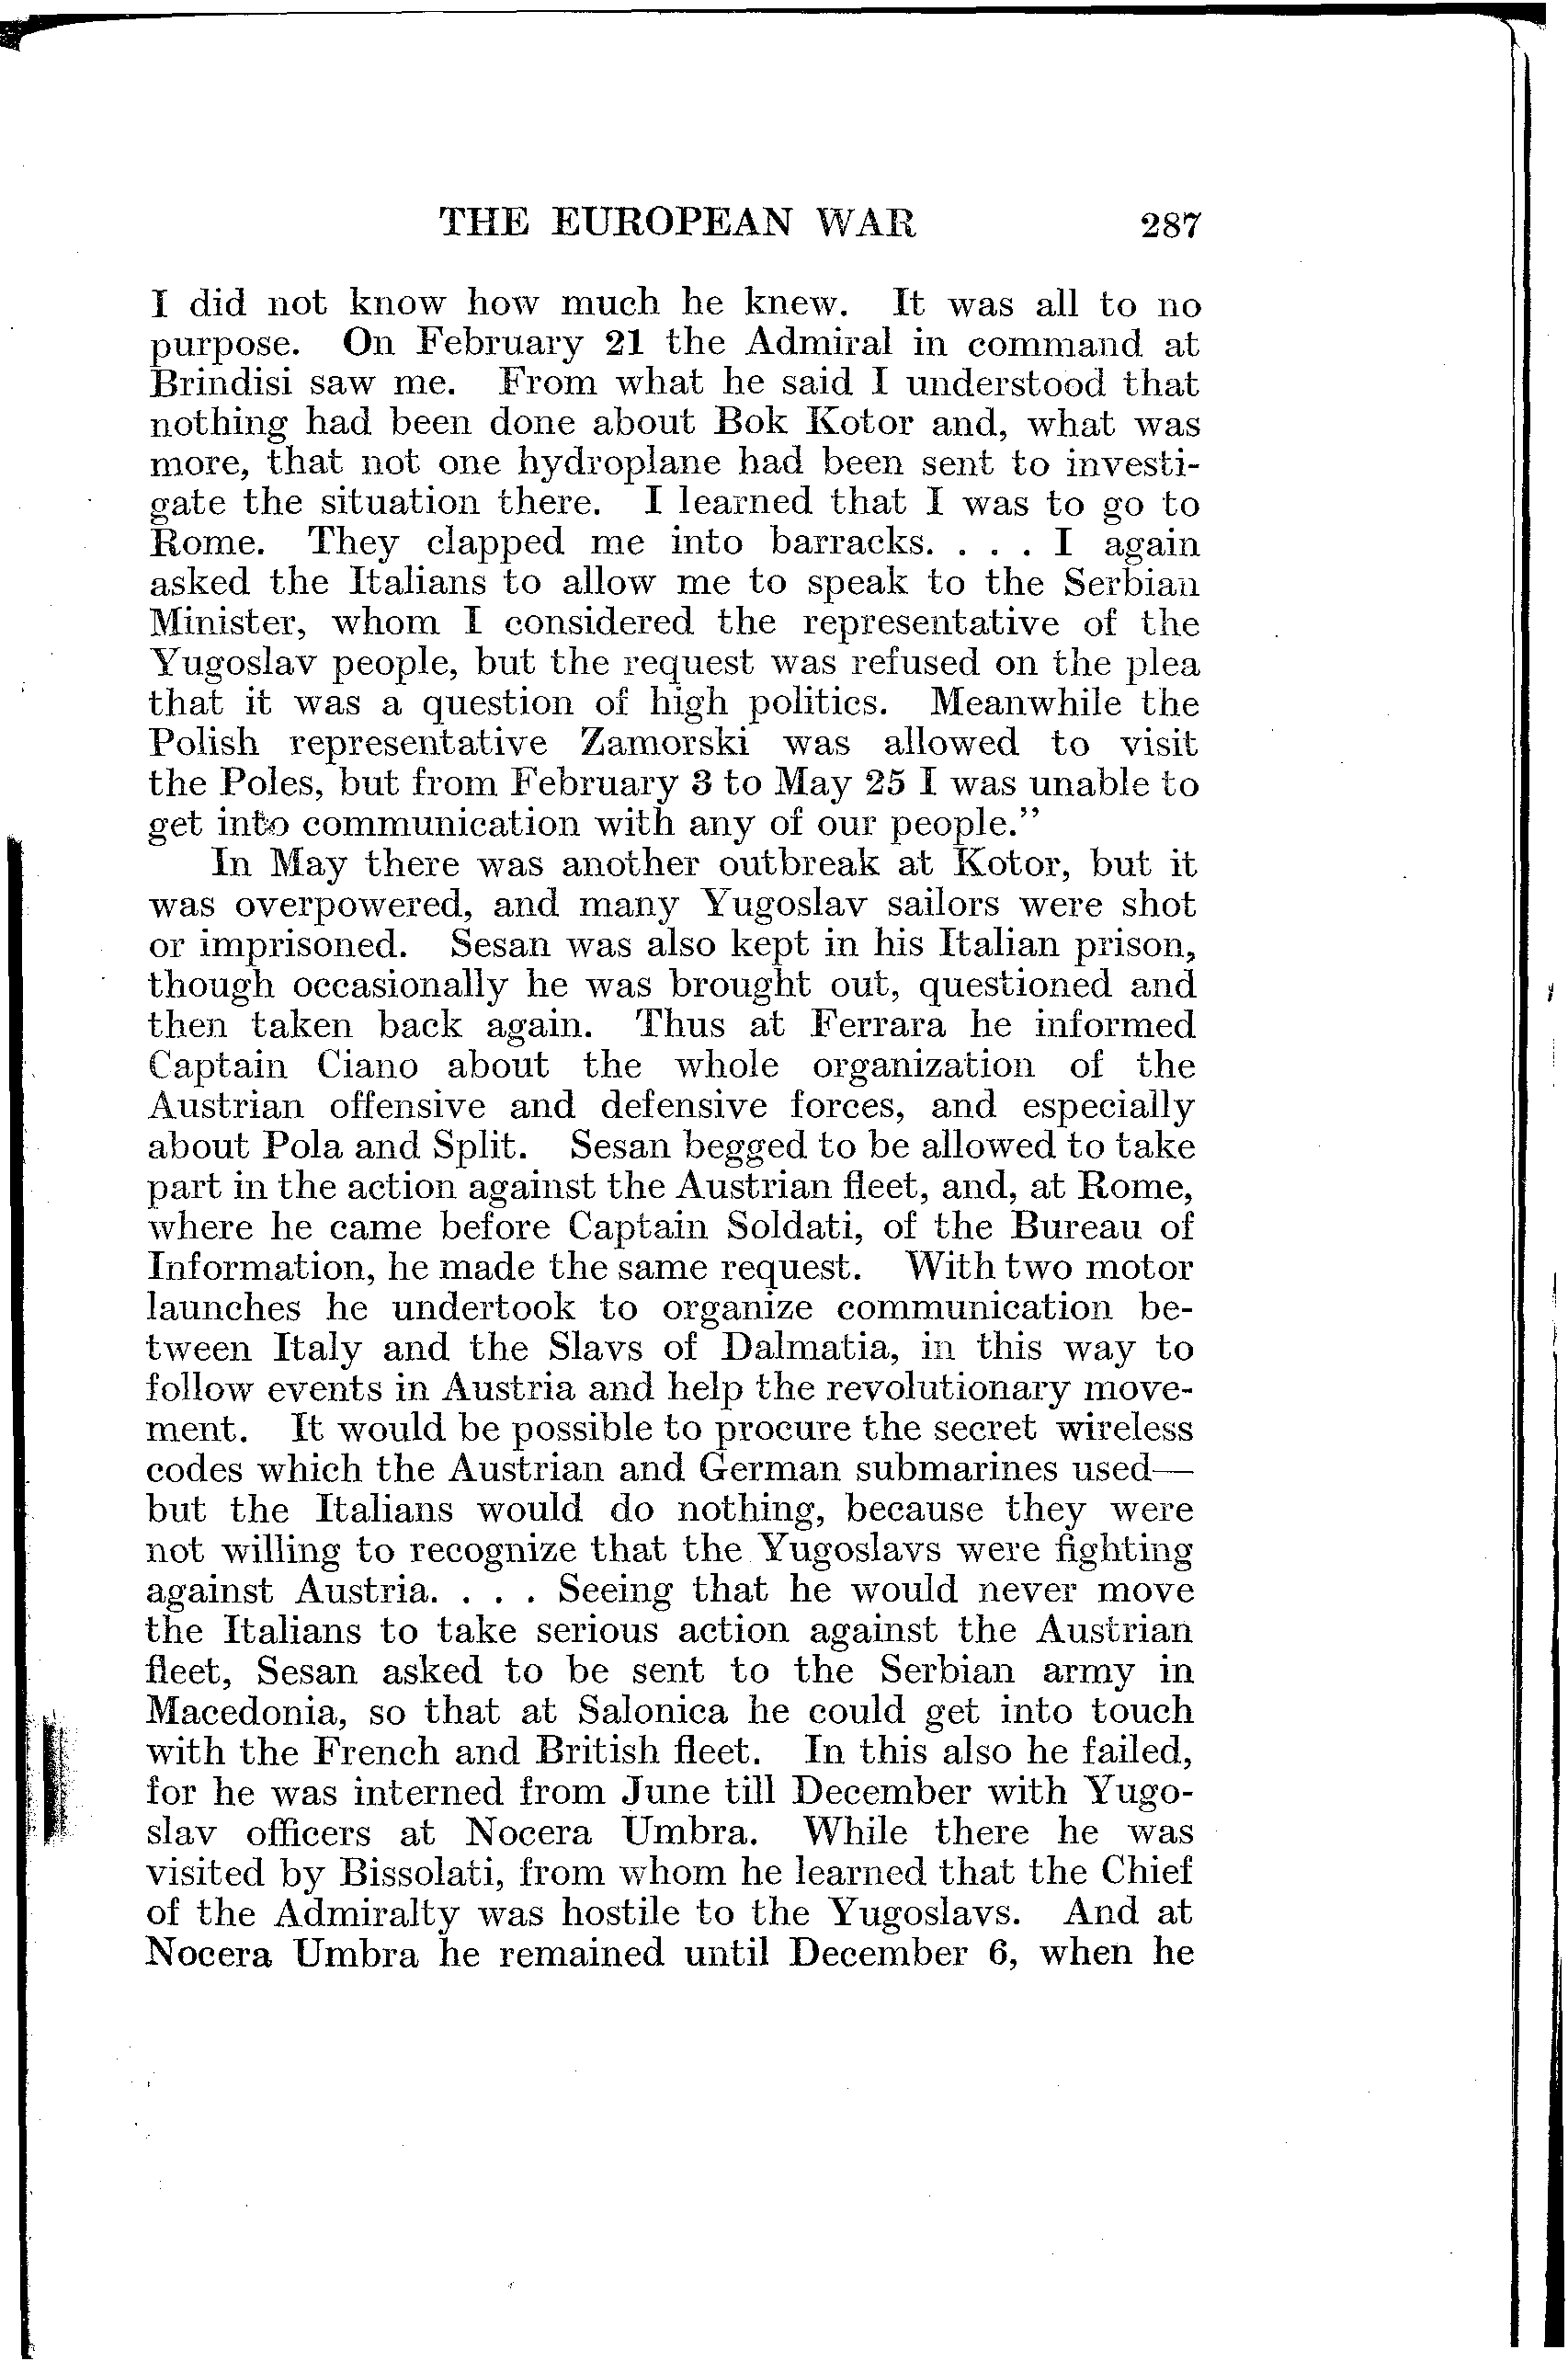 THE EUROPEAN WAR 287
I did not know how much he knew. It was all to no
purpose. On February 21 the Admiral in command at
Brindisi saw me. From what he said I understood that
nothing had been done about Bok Kotor and, what was
more, that not one hydroplane had been sent to investi-
gate the situation there. I learned that I was to go to
Rome. They clapped me into barracks. . . . I again
asked the Italians to allow me to speak to the Serbian
Minister, whom I considered the representative of the
Yugoslav people, but the request was refused on the plea
that it was a question of high politics. Meanwhile the
Polish representative Zamorski was allowed to visit
the Poles, but from February 3 to May 25 I was unable to
get into communication with any of our people."
In May there was another outbreak at Kotor, but it
was overpowered, and many Yugoslav sailors were shot
or imprisoned. Sesan was also kept in his Italian prison,
though occasionally he was brought out, questioned and
then taken back again. Thus at Ferrara he informed
Captain Ciano about the whole organization of the
Austrian offensive and defensive forces, and especially
about Pola and Split. Sesan begged to be allowed to take
part in the action against the Austrian fleet, and, at Rome,
where he came before Captain Soldati, of the Bureau of
Information, he made the same request. With two motor
launches he undertook to organize communication be-
tween Italy and the Slavs of Dalmatia, in this way to
follow events in Austria and help the revolutionary move-
ment. It would be possible to procure the secret wireless
codes which the Austrian and German submarines used—
but the Italians would do nothing, because they were
not willing to recognize that the Yugoslavs were fighting
against Austria. . . . Seeing that he would never move
the Italians to take serious action against the Austrian
fleet, Sesan asked to be sent to the Serbian army in
Macedonia, so that at Salonica he could get into touch
with the French and British fleet. In this also he failed,
for he was interned from June till December with Yugo-
slav officers at Nocera Umbra. While there he was
visited by Bissolati, from whom he learned that the Chief
of the Admiralty was hostile to the Yugoslavs. And at
Nocera Umbra he remained until December 6, when he